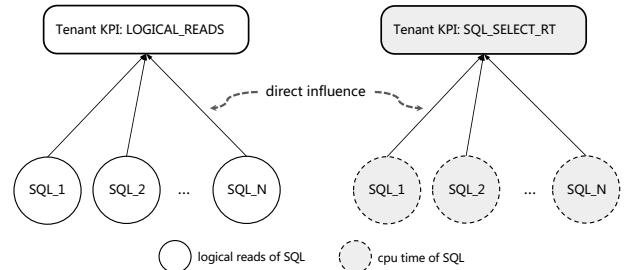 Tenant KPI: LOGICAL_READS
Tenant KPI: SQL_SELECT_RT
direct influence
SQL_1 SQL_2 ... SQL_N
SQL_1 SQL_2 ... SQL_N
logical reads of SQL
cpu time of SQL